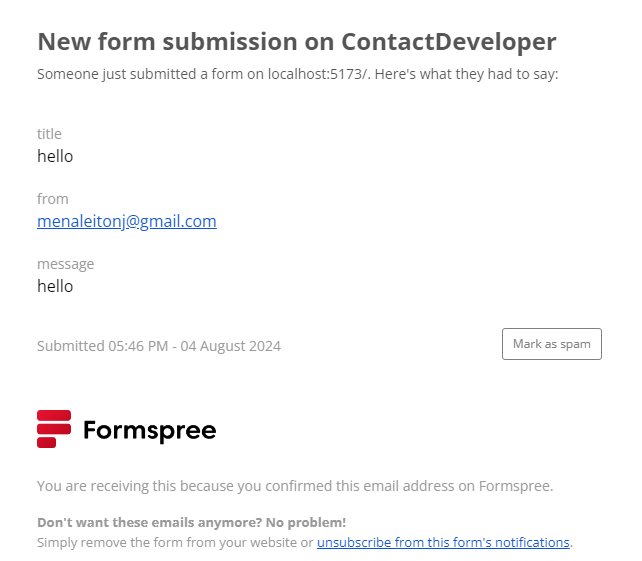 New form submission on ContactDeveloper
Someone just submitted a form on localhost:5173/. Here's what they had to say:
title
hello
from
menaleitonj@gmail.com
message
hello
Submitted 05:46 PM - 04 August 2024
Mark as spam
Formspree
You are receiving this because you confirmed this email address on Formspree.
Don't want these emails anymore? No problem!
Simply remove the form from your website or unsubscribe from this form's notifications.